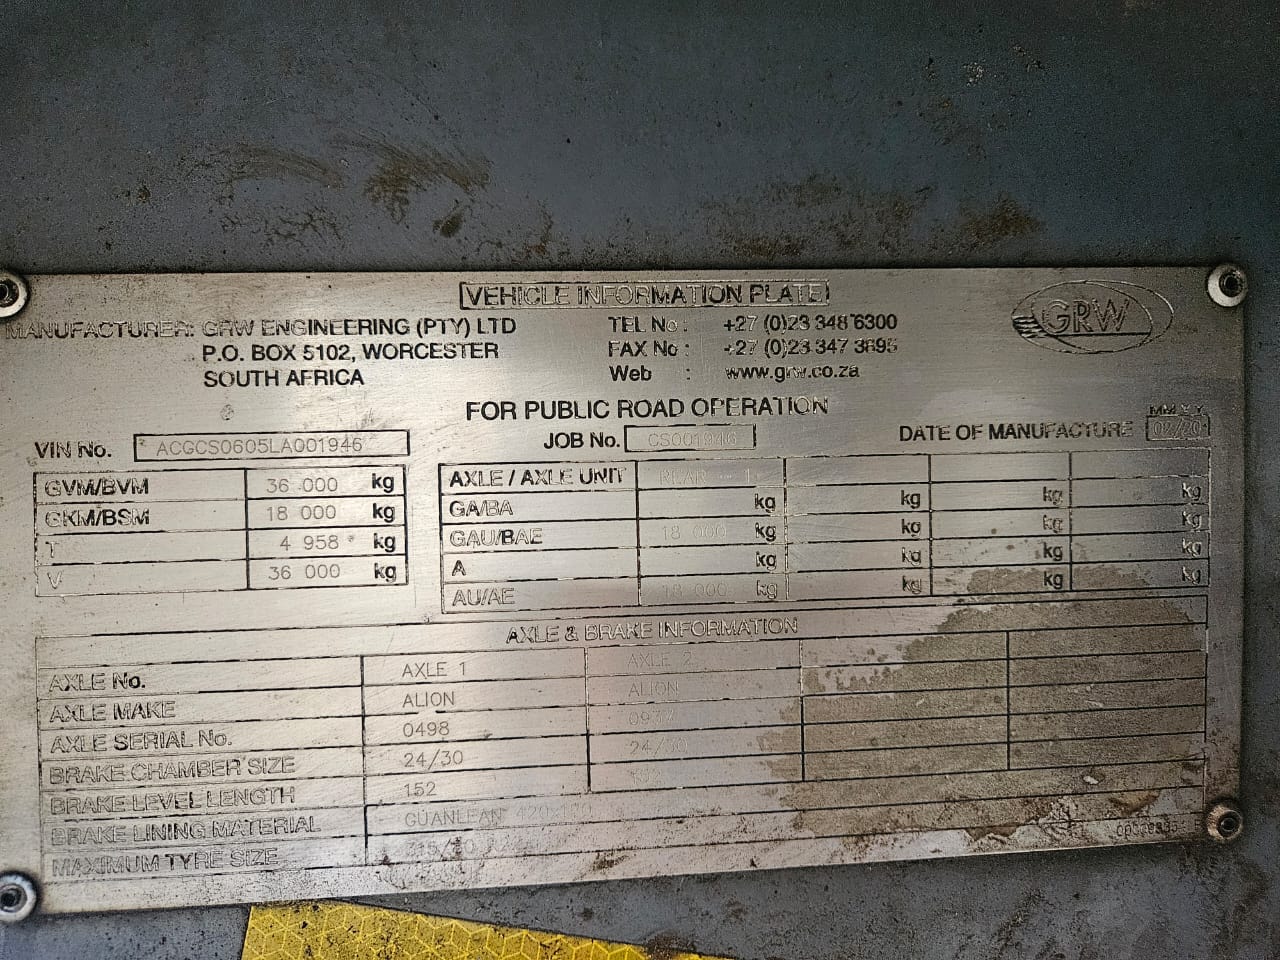 VEHICLE INFORMATION PLATE
MANUFACTURER: GRW ENGINEERING (PTY) LTD
P.O. BOX 5102, WORCESTER
SOUTH AFRICA
TEL No : +27 (0)23 348 6300
FAX No : +27 (0)23 347 3695
Web : www.grw.co.za
GRW
FOR PUBLIC ROAD OPERATION
MM Y Y
VIN No. * ACGCS0605LA001946 *
JOB No. CS001946
DATE OF MANUFACTURE 02/20
GVM/BVM 36 000 kg
GKM/BSM 18 000 kg
T 4 958 kg
V 36 000 kg
AXLE / AXLE UNIT REAR - 1
GA/BA kg kg kg kg
GAU/BAE 18 000 kg kg kg kg
A kg kg kg kg
AU/AE 18 000 kg kg kg kg
AXLE & BRAKE INFORMATION
AXLE No. AXLE 1 AXLE 2
AXLE MAKE ALION ALION
AXLE SERIAL No. 0498
BRAKE CHAMBER SIZE 24/30 24/30
BRAKE LEVEL LENGTH 152 152
BRAKE LINING MATERIAL GUANLEAN
MAXIMUM TYRE SIZE